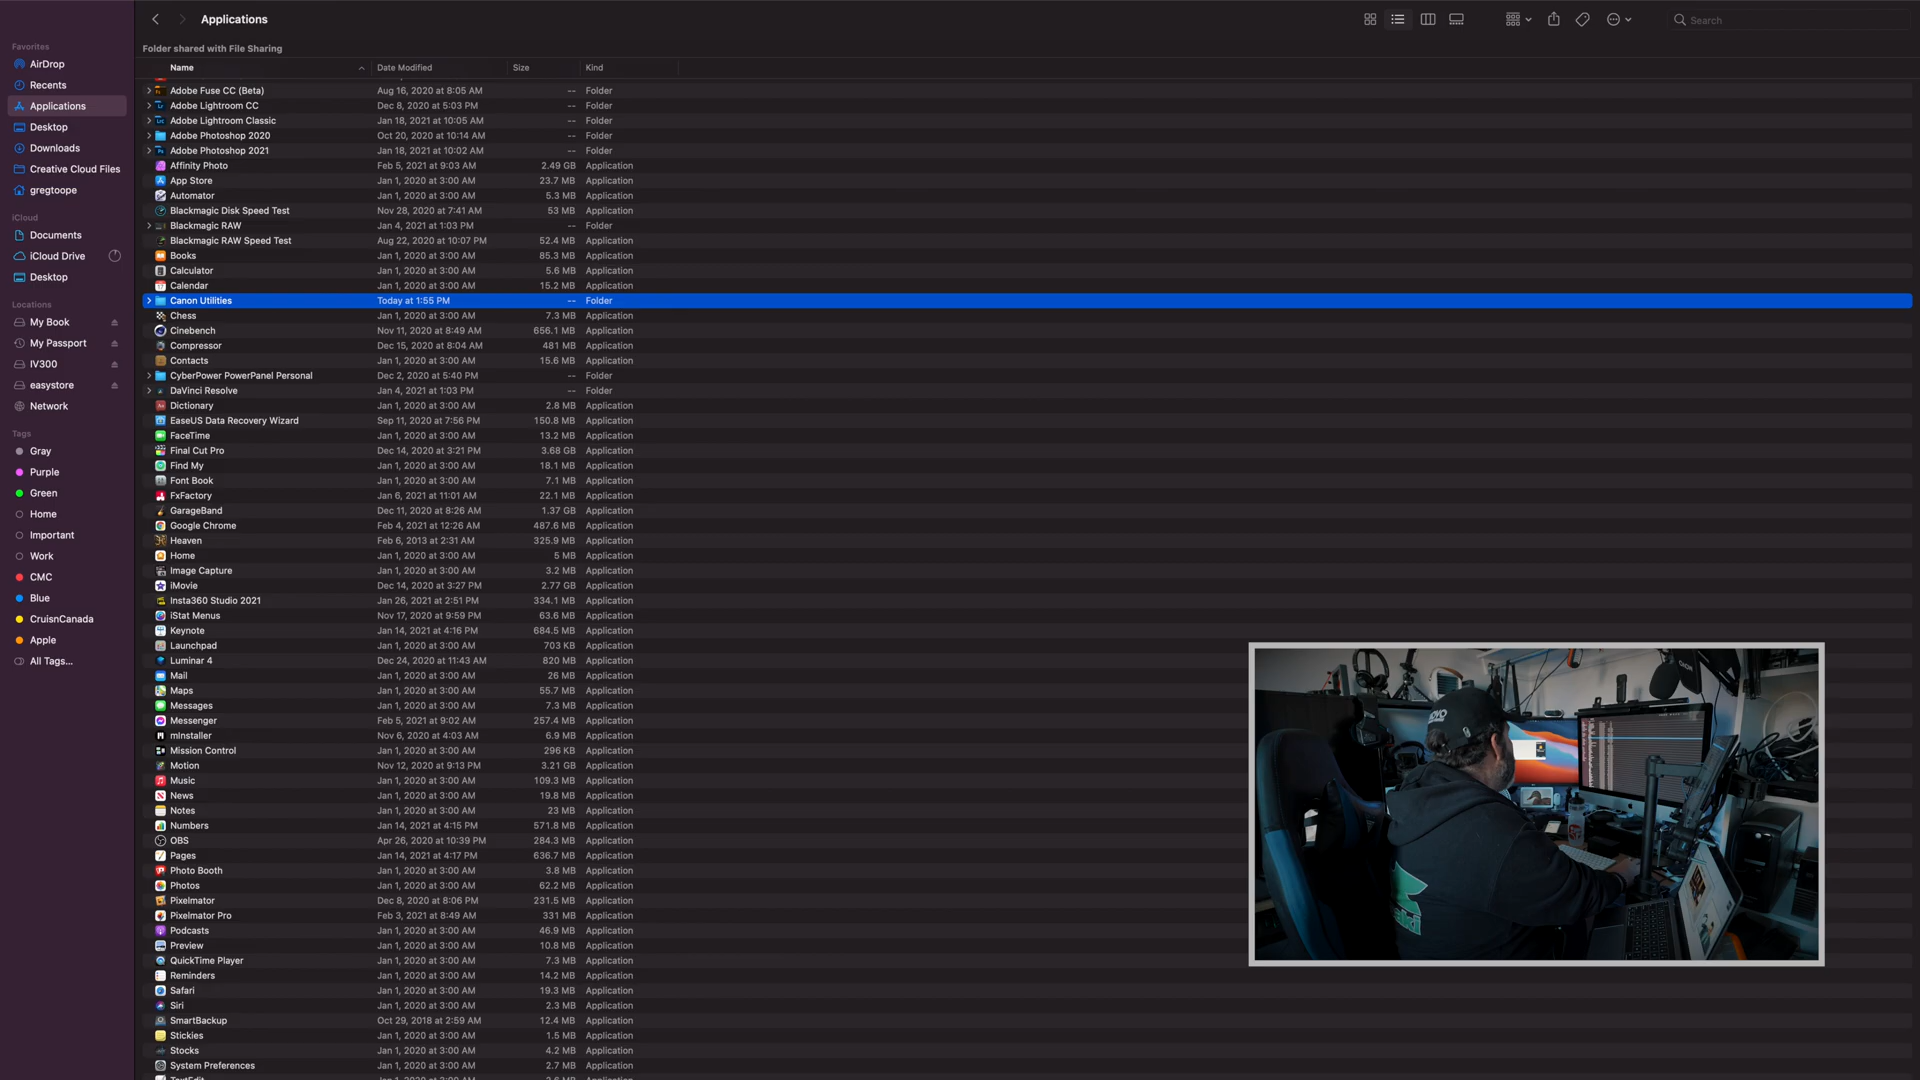 Applications
Search
Folder shared with File Sharing
Name Date Modified Size Kind
Favorites
AirDrop
Recents
Applications
Desktop
Downloads
Creative Cloud Files
gregtoope
iCloud
Documents
iCloud Drive
Desktop
Locations
My Book
My Passport
IV300
easystore
Network
Tags
Gray
Purple
Green
Home
Important
Work
CMC
Blue
CruisnCanada
Apple
All Tags...
Adobe Fuse CC (Beta) Aug 16, 2020 at 8:05 AM -- Folder
Adobe Lightroom CC Dec 8, 2020 at 5:03 PM -- Folder
Adobe Lightroom Classic Jan 18, 2021 at 10:05 AM -- Folder
Adobe Photoshop 2020 Oct 20, 2020 at 10:14 AM -- Folder
Adobe Photoshop 2021 Jan 18, 2021 at 10:02 AM -- Folder
Affinity Photo Feb 5, 2021 at 9:03 AM 2.49 GB Application
App Store Jan 1, 2020 at 3:00 AM 23.7 MB Application
Automator Jan 1, 2020 at 3:00 AM 5.3 MB Application
Blackmagic Disk Speed Test Nov 28, 2020 at 7:41 AM 53 MB Application
Blackmagic RAW Jan 4, 2021 at 1:03 PM -- Folder
Blackmagic RAW Speed Test Aug 22, 2020 at 10:07 PM 52.4 MB Application
Books Jan 1, 2020 at 3:00 AM 85.3 MB Application
Calculator Jan 1, 2020 at 3:00 AM 5.6 MB Application
Calendar Jan 1, 2020 at 3:00 AM 15.2 MB Application
Canon Utilities Today at 1:55 PM -- Folder
Chess Jan 1, 2020 at 3:00 AM 7.3 MB Application
Cinebench Nov 11, 2020 at 8:49 AM 656.1 MB Application
Compressor Dec 15, 2020 at 8:04 AM 481 MB Application
Contacts Jan 1, 2020 at 3:00 AM 15.6 MB Application
CyberPower PowerPanel Personal Dec 2, 2020 at 5:40 PM -- Folder
DaVinci Resolve Jan 4, 2021 at 1:03 PM -- Folder
Dictionary Jan 1, 2020 at 3:00 AM 2.8 MB Application
EaseUS Data Recovery Wizard Sep 11, 2020 at 7:56 PM 150.8 MB Application
FaceTime Jan 1, 2020 at 3:00 AM 13.2 MB Application
Final Cut Pro Dec 14, 2020 at 3:21 PM 3.68 GB Application
Find My Jan 1, 2020 at 3:00 AM 18.1 MB Application
Font Book Jan 1, 2020 at 3:00 AM 7.1 MB Application
FxFactory Jan 6, 2021 at 11:01 AM 22.1 MB Application
GarageBand Dec 11, 2020 at 8:26 AM 1.37 GB Application
Google Chrome Feb 4, 2021 at 12:26 AM 487.6 MB Application
Heaven Feb 6, 2013 at 2:31 AM 325.9 MB Application
Home Jan 1, 2020 at 3:00 AM 5 MB Application
Image Capture Jan 1, 2020 at 3:00 AM 3.2 MB Application
iMovie Dec 14, 2020 at 3:27 PM 2.77 GB Application
Insta360 Studio 2021 Jan 26, 2021 at 2:51 PM 334.1 MB Application
iStat Menus Nov 17, 2020 at 9:59 PM 63.6 MB Application
Keynote Jan 14, 2021 at 4:16 PM 684.5 MB Application
Launchpad Jan 1, 2020 at 3:00 AM 703 KB Application
Luminar 4 Dec 24, 2020 at 11:43 AM 820 MB Application
Mail Jan 1, 2020 at 3:00 AM 26 MB Application
Maps Jan 1, 2020 at 3:00 AM 55.7 MB Application
Messages Jan 1, 2020 at 3:00 AM 7.3 MB Application
Messenger Feb 5, 2021 at 9:02 AM 257.4 MB Application
mInstaller Nov 6, 2020 at 4:03 AM 6.9 MB Application
Mission Control Jan 1, 2020 at 3:00 AM 296 KB Application
Motion Nov 12, 2020 at 9:13 PM 3.21 GB Application
Music Jan 1, 2020 at 3:00 AM 109.3 MB Application
News Jan 1, 2020 at 3:00 AM 19.8 MB Application
Notes Jan 1, 2020 at 3:00 AM 23 MB Application
Numbers Jan 14, 2021 at 4:15 PM 571.8 MB Application
OBS Apr 26, 2020 at 10:39 PM 284.3 MB Application
Pages Jan 14, 2021 at 4:17 PM 636.7 MB Application
Photo Booth Jan 1, 2020 at 3:00 AM 3.8 MB Application
Photos Jan 1, 2020 at 3:00 AM 62.2 MB Application
Pixelmator Dec 8, 2020 at 8:06 PM 231.5 MB Application
Pixelmator Pro Feb 3, 2021 at 8:49 AM 331 MB Application
Podcasts Jan 1, 2020 at 3:00 AM 46.9 MB Application
Preview Jan 1, 2020 at 3:00 AM 10.8 MB Application
QuickTime Player Jan 1, 2020 at 3:00 AM 7.3 MB Application
Reminders Jan 1, 2020 at 3:00 AM 14.2 MB Application
Safari Jan 1, 2020 at 3:00 AM 19.3 MB Application
Siri Jan 1, 2020 at 3:00 AM 2.3 MB Application
SmartBackup Oct 29, 2018 at 2:59 AM 12.4 MB Application
Stickies Jan 1, 2020 at 3:00 AM 1.5 MB Application
Stocks Jan 1, 2020 at 3:00 AM 4.2 MB Application
System Preferences Jan 1, 2020 at 3:00 AM 2.7 MB Application